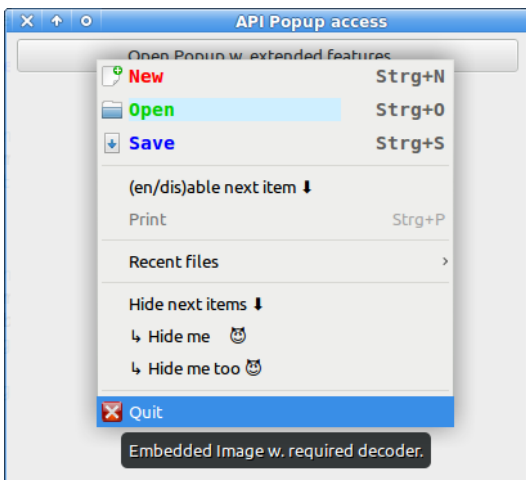 API Popup access
Open Popup w. extended features
New Strg+N
Open Strg+O
Save Strg+S
(en/dis)able next item ⬇
Print Strg+P
Recent files ›
Hide next items ⬇
↳ Hide me 😈
↳ Hide me too 😈
Quit
Embedded Image w. required decoder.